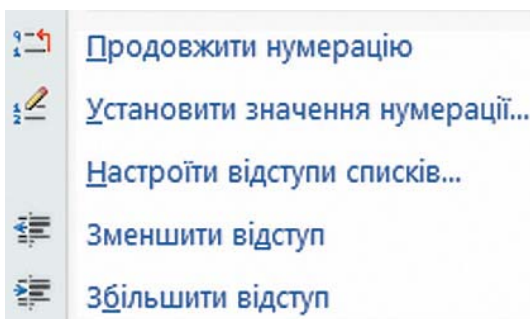 Продовжити нумерацію
Установити значення нумерації...
Настроїти відступи списків...
Зменшити відступ
Збільшити відступ